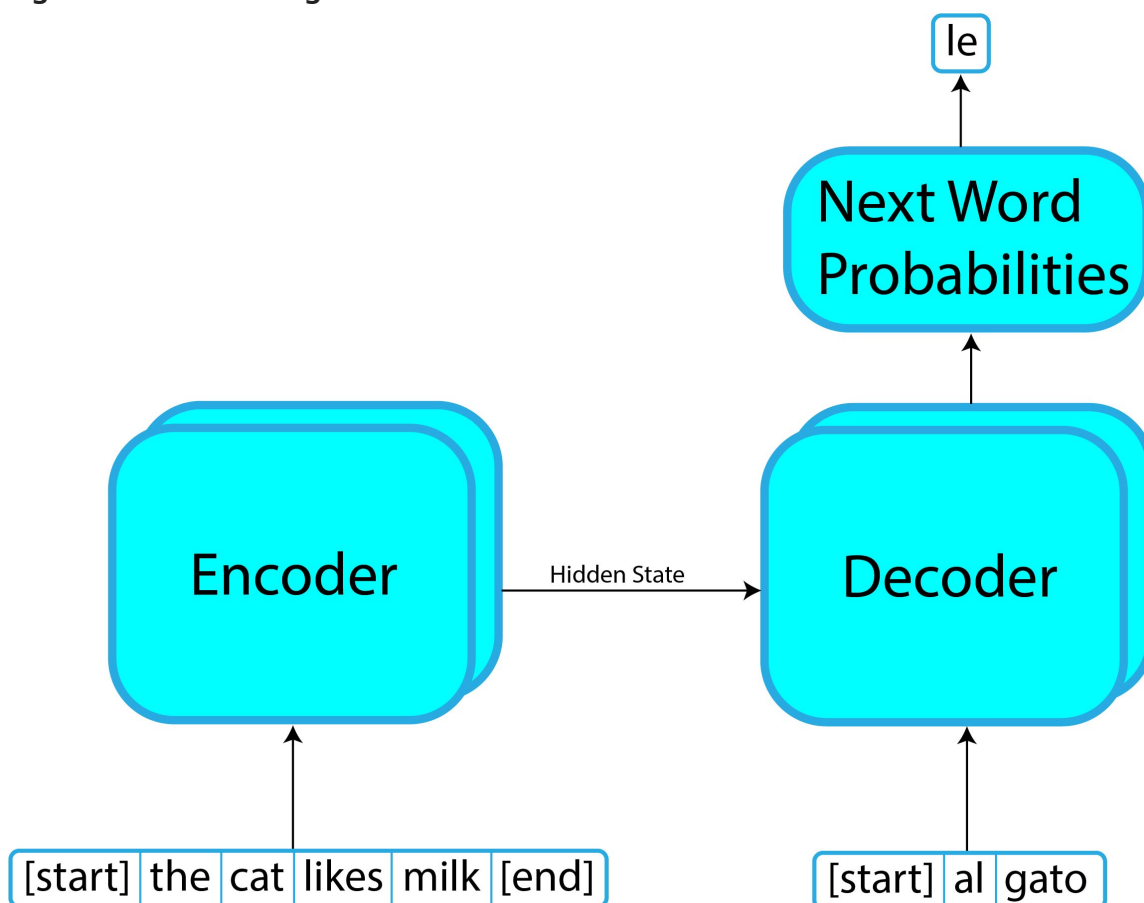 le
Next Word
Probabilities
Encoder
Hidden State
Decoder
[start] the cat likes milk [end]
[start] al gato